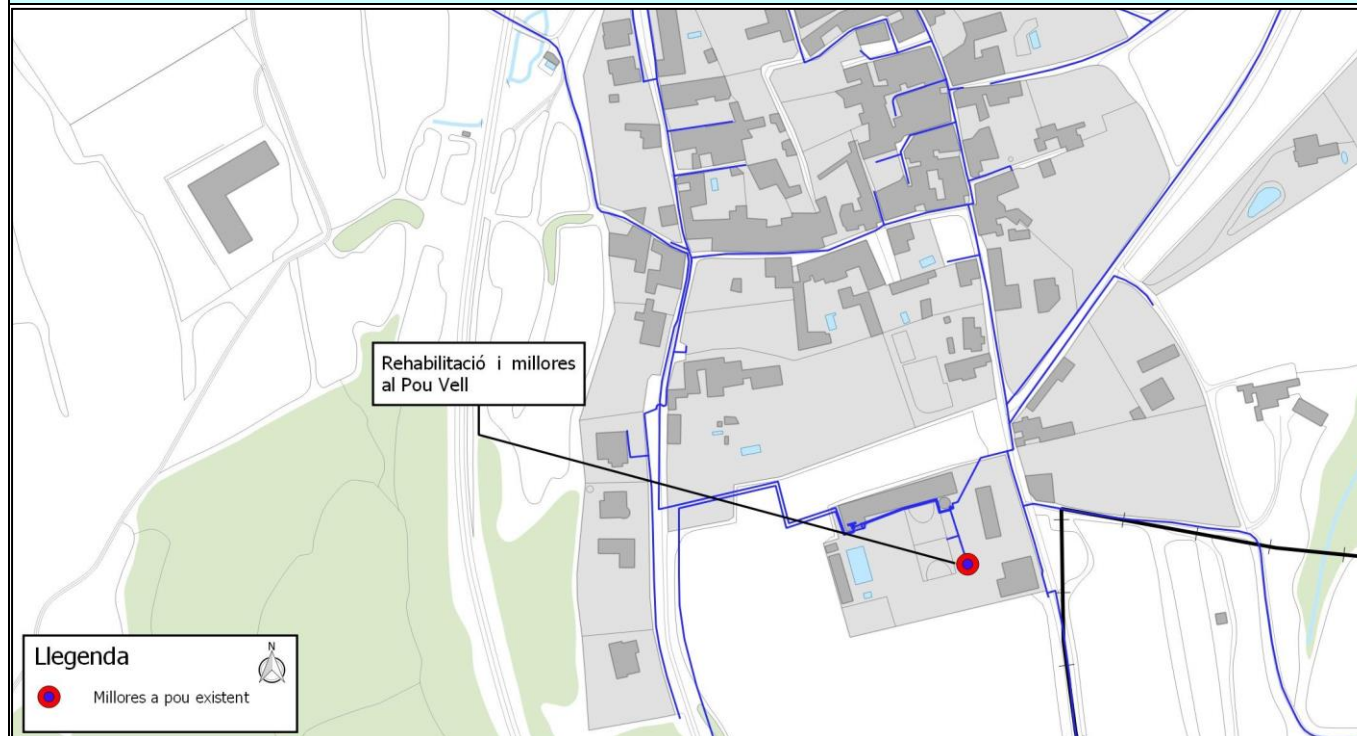 Rehabilitació i millores
al Pou Vell
Llegenda
N
Millores a pou existent